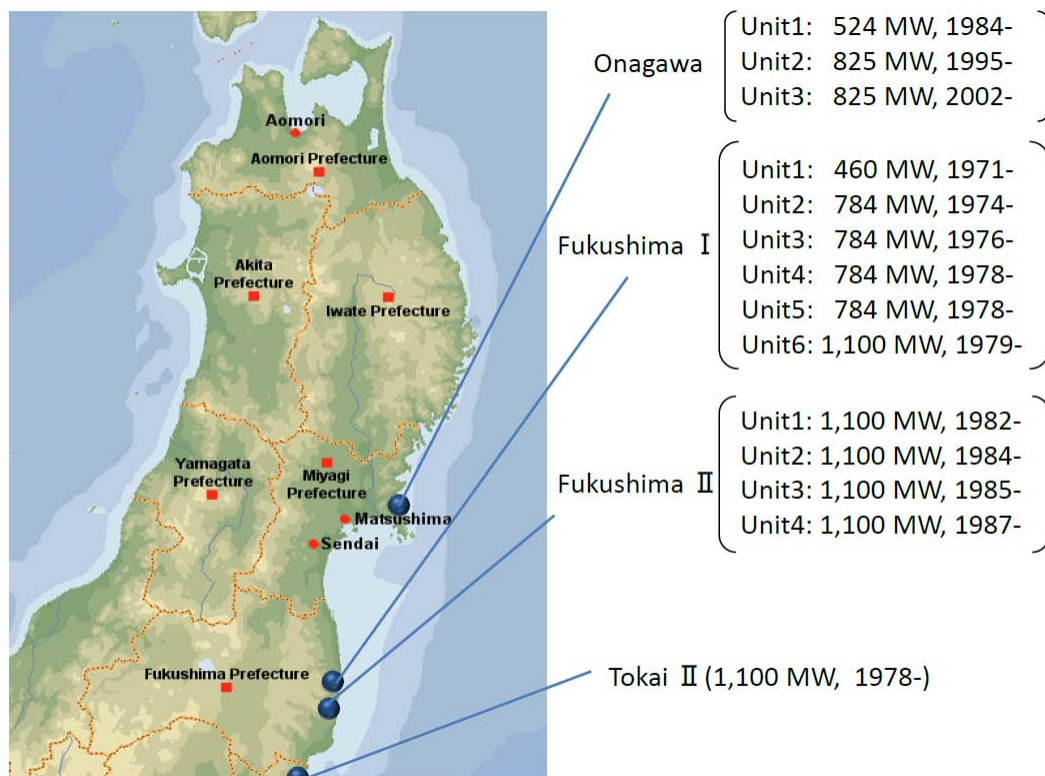 Aomori
Aomori Prefecture
Akita
Prefecture
Iwate Prefecture
Yamagata
Prefecture
Miyagi
Prefecture
Matsushima
Sendai
Fukushima Prefecture
Onagawa
Unit1: 524 MW, 1984-
Unit2: 825 MW, 1995-
Unit3: 825 MW, 2002-
Fukushima Ⅰ
Unit1: 460 MW, 1971-
Unit2: 784 MW, 1974-
Unit3: 784 MW, 1976-
Unit4: 784 MW, 1978-
Unit5: 784 MW, 1978-
Unit6: 1,100 MW, 1979-
Fukushima Ⅱ
Unit1: 1,100 MW, 1982-
Unit2: 1,100 MW, 1984-
Unit3: 1,100 MW, 1985-
Unit4: 1,100 MW, 1987-
Tokai Ⅱ (1,100 MW, 1978-)